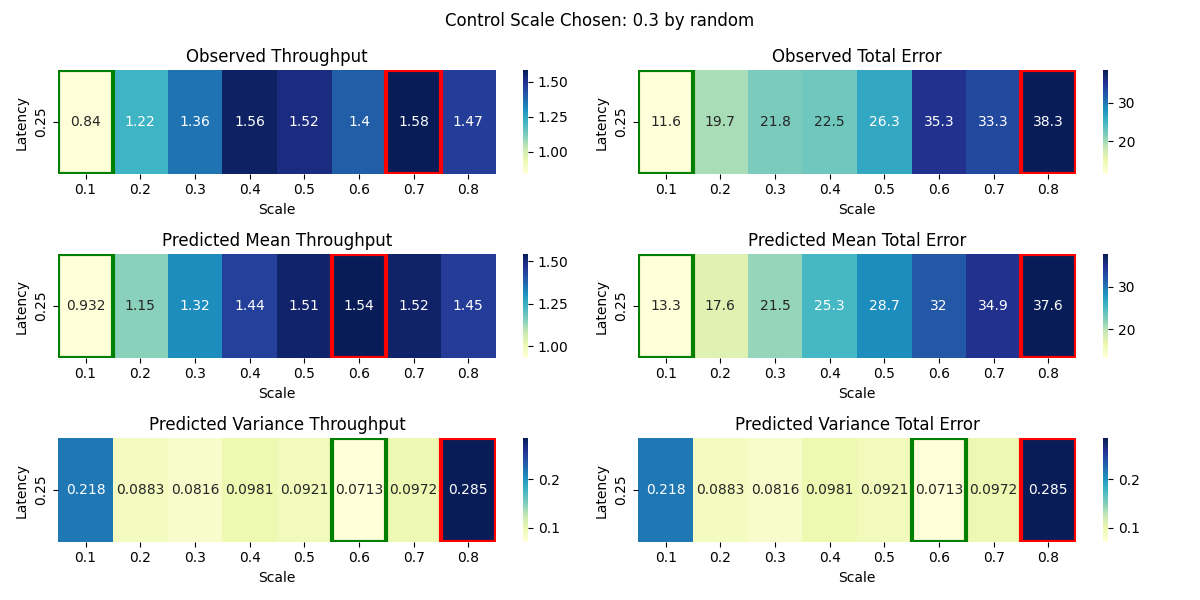 Control Scale Chosen: 0.3 by random
Observed Throughput
Latency
0.25
0.84 1.22 1.36 1.56 1.52 1.4 1.58 1.47
0.1 0.2 0.3 0.4 0.5 0.6 0.7 0.8
Scale
1.50
1.25
1.00
Observed Total Error
Latency
0.25
11.6 19.7 21.8 22.5 26.3 35.3 33.3 38.3
0.1 0.2 0.3 0.4 0.5 0.6 0.7 0.8
Scale
30
20
Predicted Mean Throughput
Latency
0.25
0.932 1.15 1.32 1.44 1.51 1.54 1.52 1.45
0.1 0.2 0.3 0.4 0.5 0.6 0.7 0.8
Scale
1.50
1.25
1.00
Predicted Mean Total Error
Latency
0.25
13.3 17.6 21.5 25.3 28.7 32 34.9 37.6
0.1 0.2 0.3 0.4 0.5 0.6 0.7 0.8
Scale
30
20
Predicted Variance Throughput
Latency
0.25
0.218 0.0883 0.0816 0.0981 0.0921 0.0713 0.0972 0.285
0.1 0.2 0.3 0.4 0.5 0.6 0.7 0.8
Scale
0.2
0.1
Predicted Variance Total Error
Latency
0.25
0.218 0.0883 0.0816 0.0981 0.0921 0.0713 0.0972 0.285
0.1 0.2 0.3 0.4 0.5 0.6 0.7 0.8
Scale
0.2
0.1